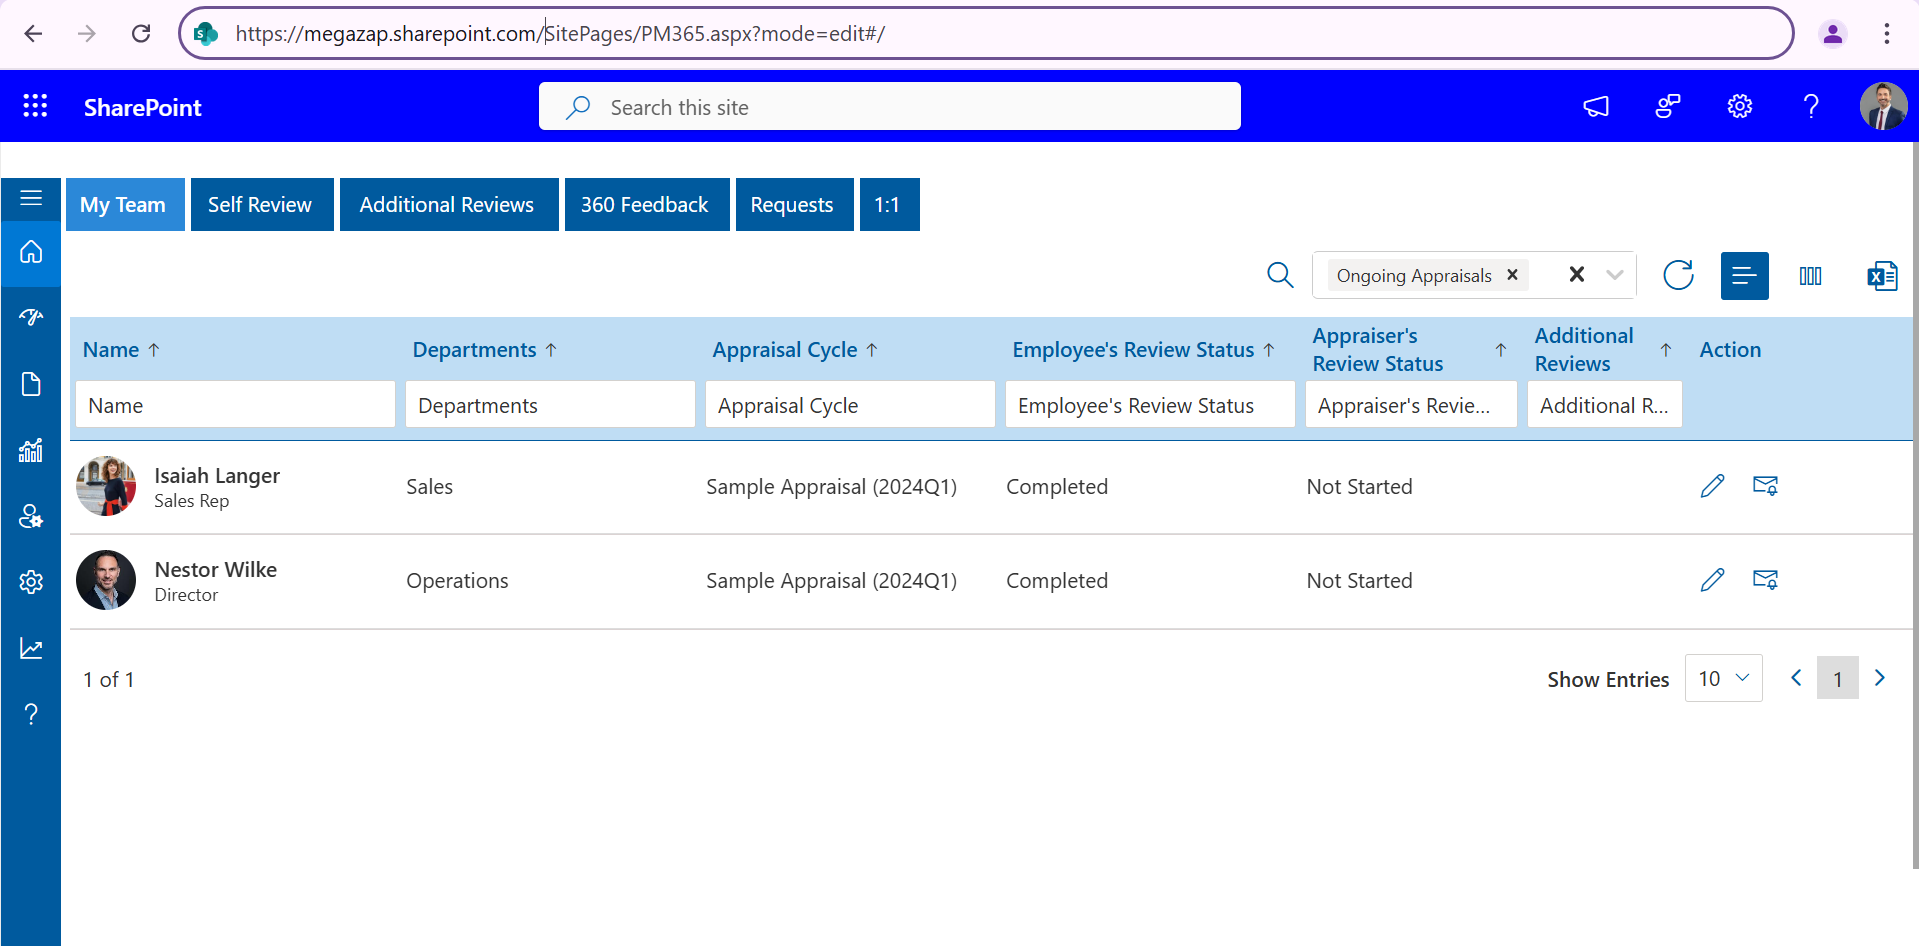 https://megazap.sharepoint.com/SitePages/PM365.aspx?mode=edit#/
SharePoint
Search this site
My Team
Self Review
Additional Reviews
360 Feedback
Requests
1:1
Ongoing Appraisals
Name
Departments
Appraisal Cycle
Employee's Review Status
Appraiser's
Review Status
Additional
Reviews
Action
Name
Departments
Appraisal Cycle
Employee's Review Status
Appraiser's Revie...
Additional R...
Isaiah Langer
Sales Rep
Sales
Sample Appraisal (2024Q1)
Completed
Not Started
Nestor Wilke
Director
Operations
Sample Appraisal (2024Q1)
Completed
Not Started
1 of 1
Show Entries
10
1